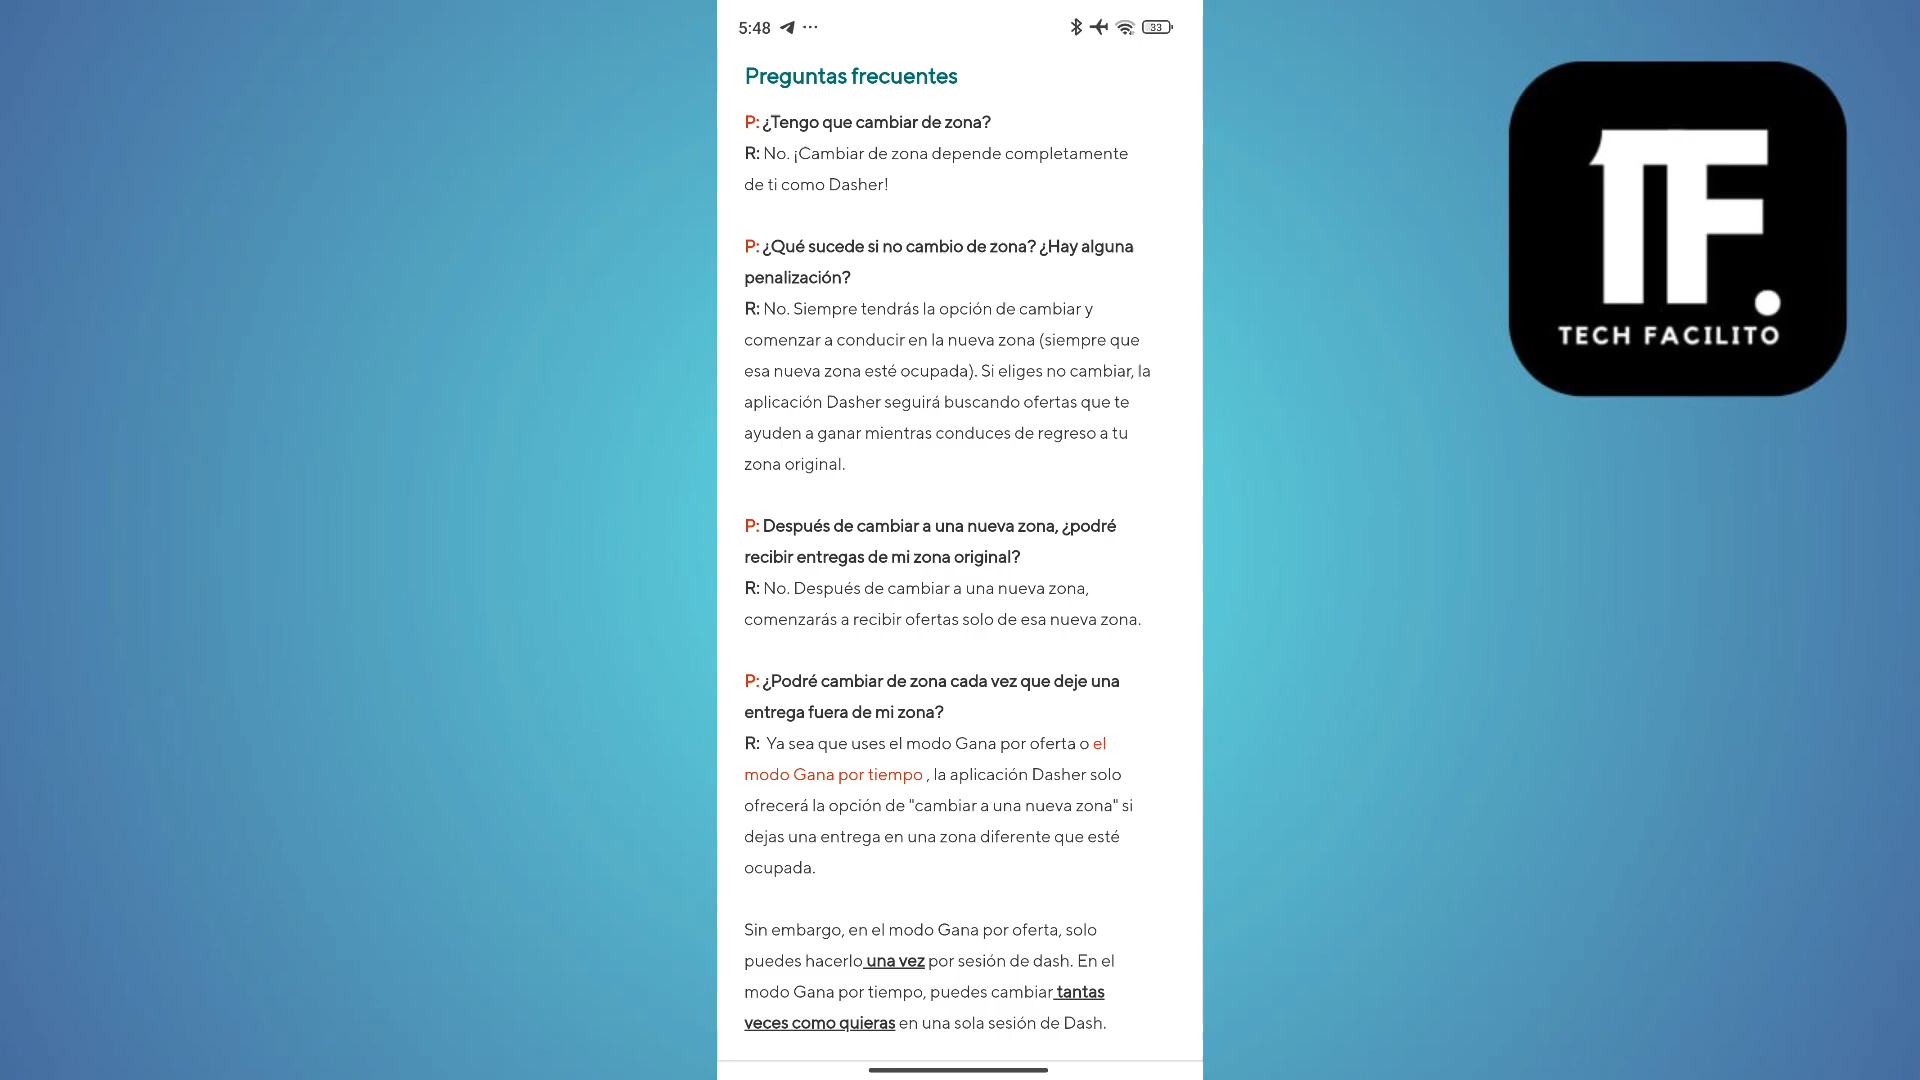 5:48
33
Preguntas frecuentes
P: ¿Tengo que cambiar de zona?
R: No. ¡Cambiar de zona depende completamente
de ti como Dasher!
P: ¿Qué sucede si no cambio de zona? ¿Hay alguna
penalización?
R: No. Siempre tendrás la opción de cambiar y
comenzar a conducir en la nueva zona (siempre que
esa nueva zona esté ocupada). Si eliges no cambiar, la
aplicación Dasher seguirá buscando ofertas que te
ayuden a ganar mientras conduces de regreso a tu
zona original.
P: Después de cambiar a una nueva zona, ¿podré
recibir entregas de mi zona original?
R: No. Después de cambiar a una nueva zona,
comenzarás a recibir ofertas solo de esa nueva zona.
P: ¿Podré cambiar de zona cada vez que deje una
entrega fuera de mi zona?
R: Ya sea que uses el modo Gana por oferta o el
modo Gana por tiempo , la aplicación Dasher solo
ofrecerá la opción de "cambiar a una nueva zona" si
dejas una entrega en una zona diferente que esté
ocupada.
Sin embargo, en el modo Gana por oferta, solo
puedes hacerlo una vez por sesión de dash. En el
modo Gana por tiempo, puedes cambiar tantas
veces como quieras en una sola sesión de Dash.
TF.
TECH FACILITO